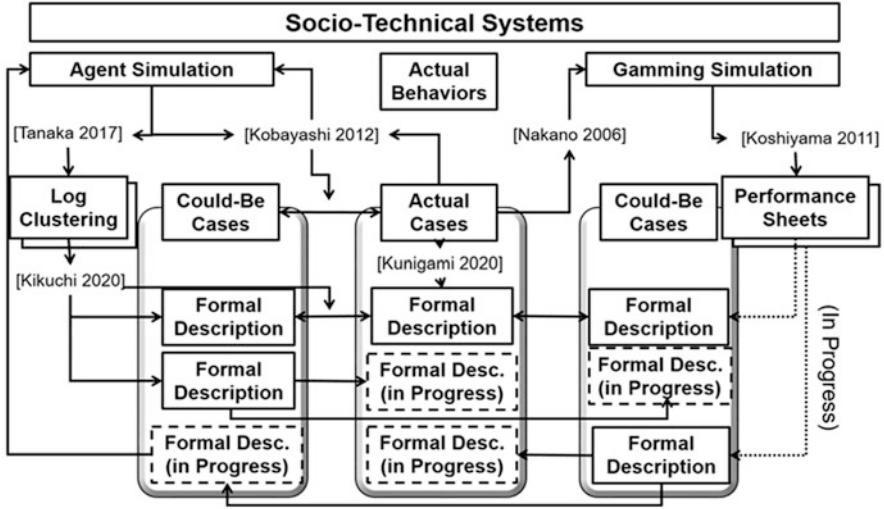 Socio-Technical Systems
Agent Simulation
Actual
Behaviors
Gamming Simulation
[Tanaka 2017]
[Kobayashi 2012]
[Nakano 2006]
[Koshiyama 2011]
Log
Clustering
Could-Be
Cases
Actual
Cases
Could-Be
Cases
Performance
Sheets
[Kikuchi 2020]
[Kunigami 2020]
Formal
Description
Formal
Description
Formal
Description
(In Progress)
Formal
Description
Formal Desc.
(in Progress)
Formal Desc.
(in Progress)
Formal Desc.
(in Progress)
Formal Desc.
(in Progress)
Formal
Description